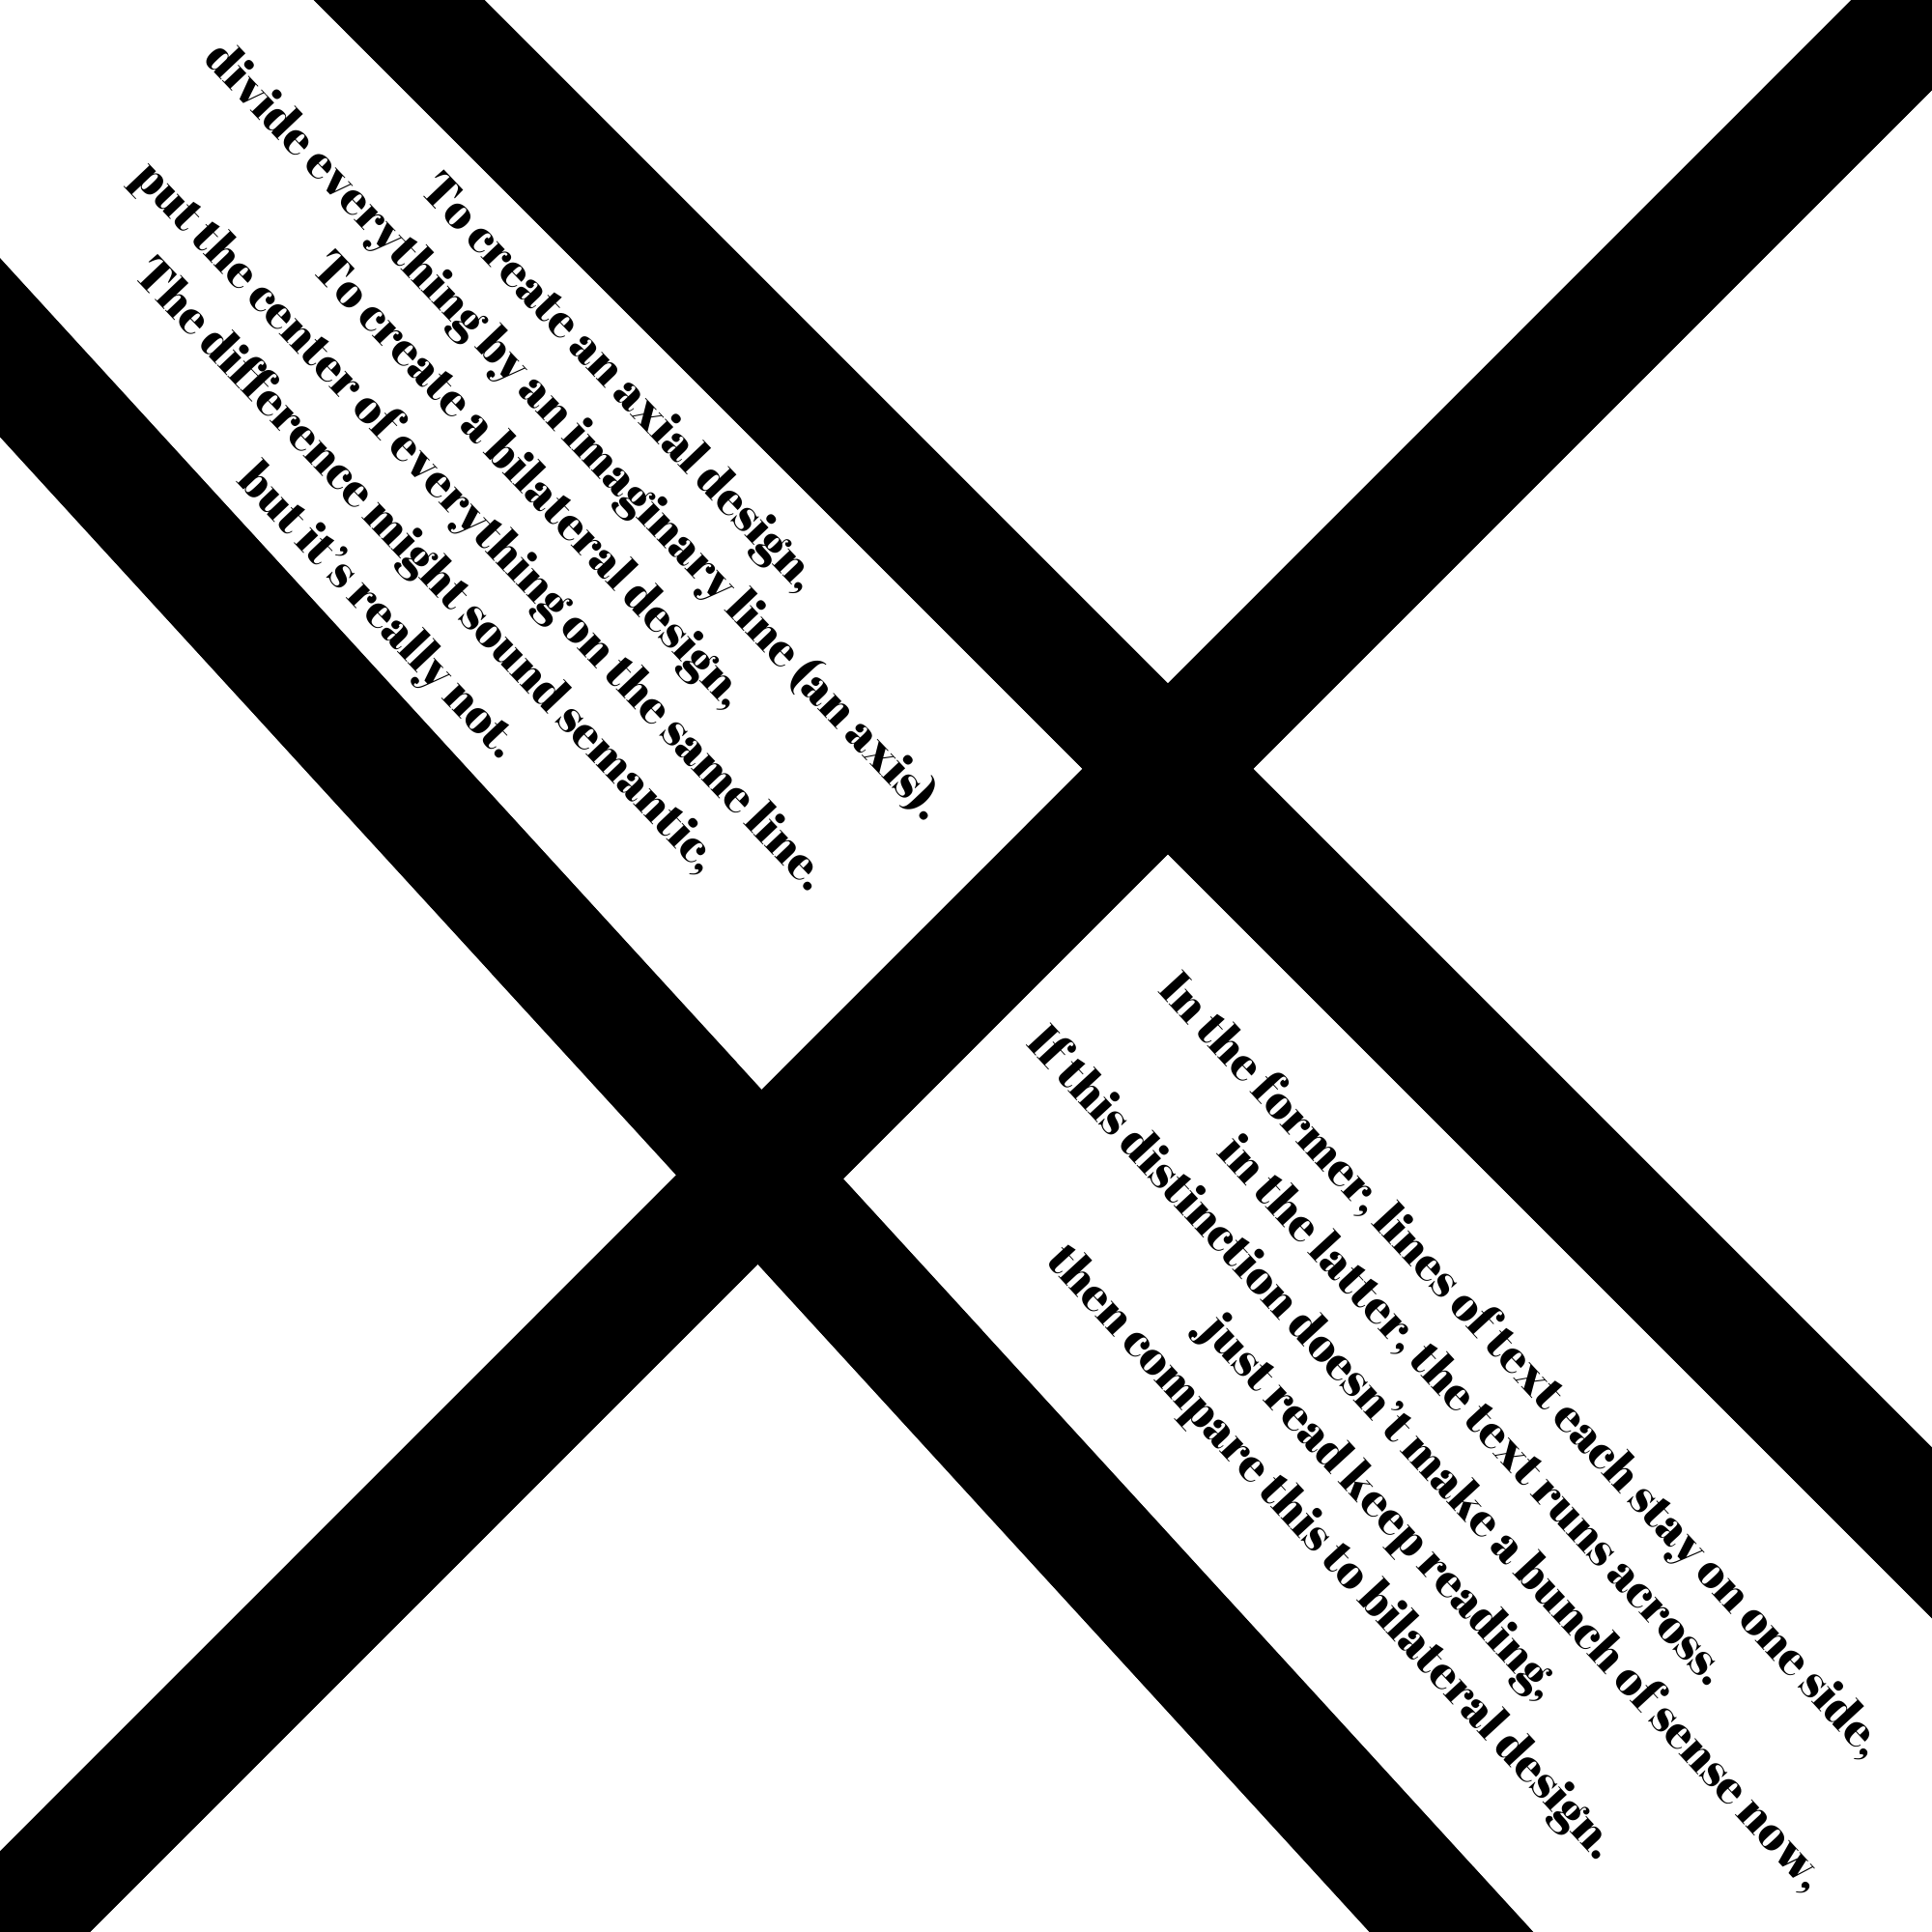 To create an axial design,
divide everything by an imaginary line (an axis).
To create a bilateral design,
put the center of everything on the same line.
The difference might sound semantic,
but it's really not.
In the former, lines of text each stay on one side,
in the latter, the text runs across.
If this distinction doesn't make a bunch of sense now,
just read keep reading,
then compare this to bilateral design.